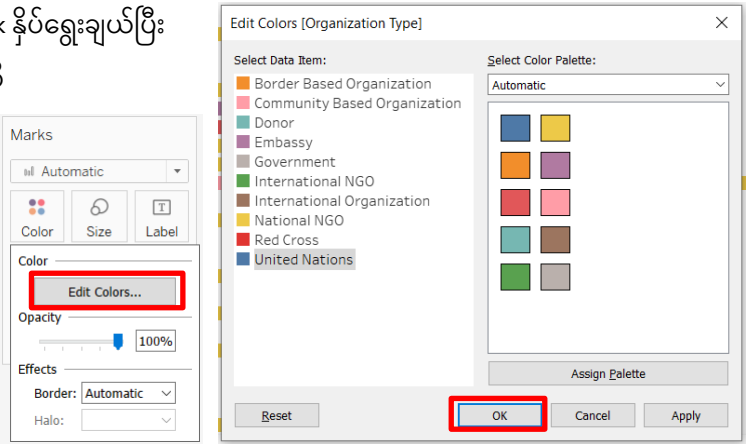 နှိပ်ရွေးချယ်ပြီး
Marks
Automatic
Color Size Label
Color
Edit Colors...
Opacity
100%
Effects
Border: Automatic
Halo:
Edit Colors [Organization Type]
Select Data Item:
Border Based Organization
Community Based Organization
Donor
Embassy
Government
International NGO
International Organization
National NGO
Red Cross
United Nations
Reset
Select Color Palette:
Automatic
Assign Palette
OK Cancel Apply